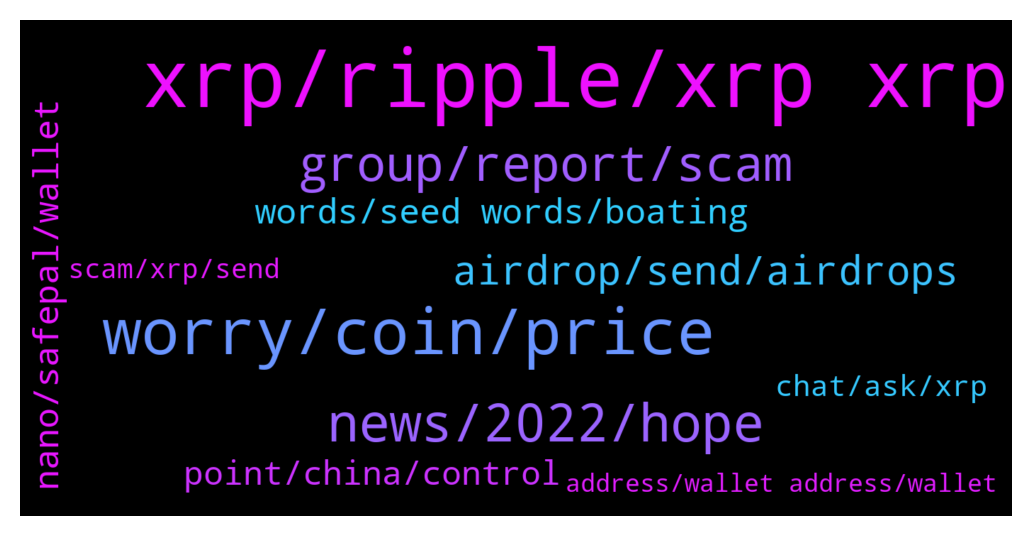 xrp/ripple/xrp xrp
group/report/scam
words/seed words/boating
scam/xrp/send
airdrop/send/airdrops
nano/safepal/wallet
worry/coin/price
chat/ask/xrp
news/2022/hope
point/china/control
address/wallet address/wallet